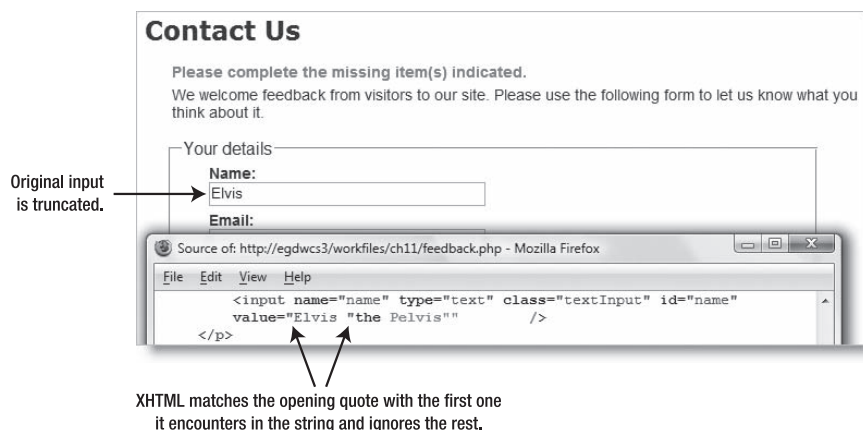 Contact Us
Please complete the missing item(s) indicated.
We welcome feedback from visitors to our site. Please use the following form to let us know what you
think about it.
Your details
Name:
Original input
is truncated.
Elvis
Email:
Source of: http://egdwcs3/workfiles/ch11/feedback.php - Mozilla Firefox
File Edit View Help
<input name="name" type="text" class="textInput" id="name"
value="Elvis "the Pelvis"" />
</p>
XHTML matches the opening quote with the first one
it encounters in the string and ignores the rest.